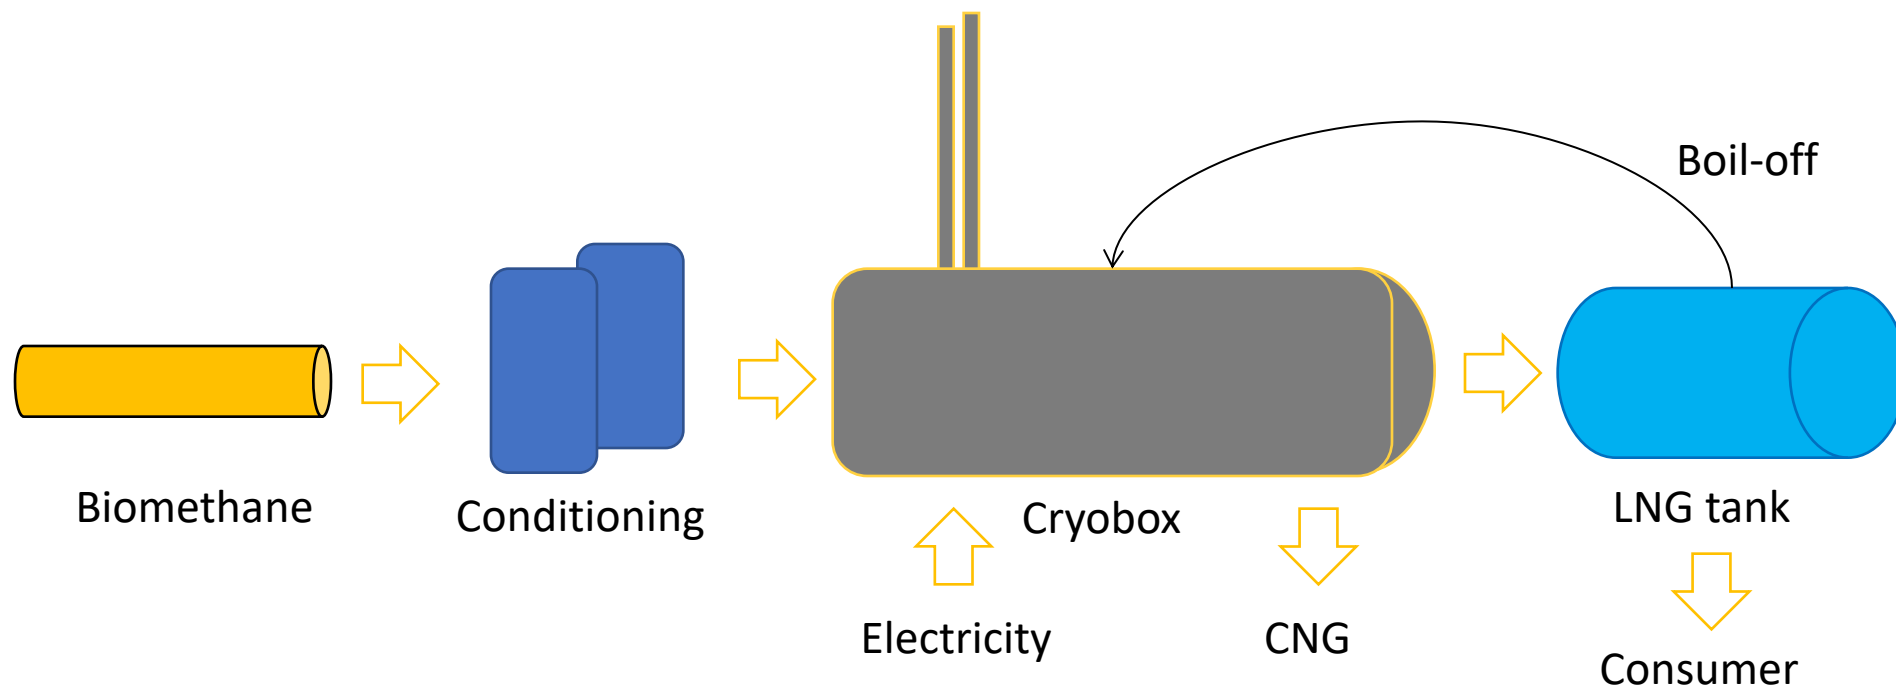 Boil-off
Biomethane
Conditioning
Cryobox
LNG tank
Electricity
CNG
Consumer